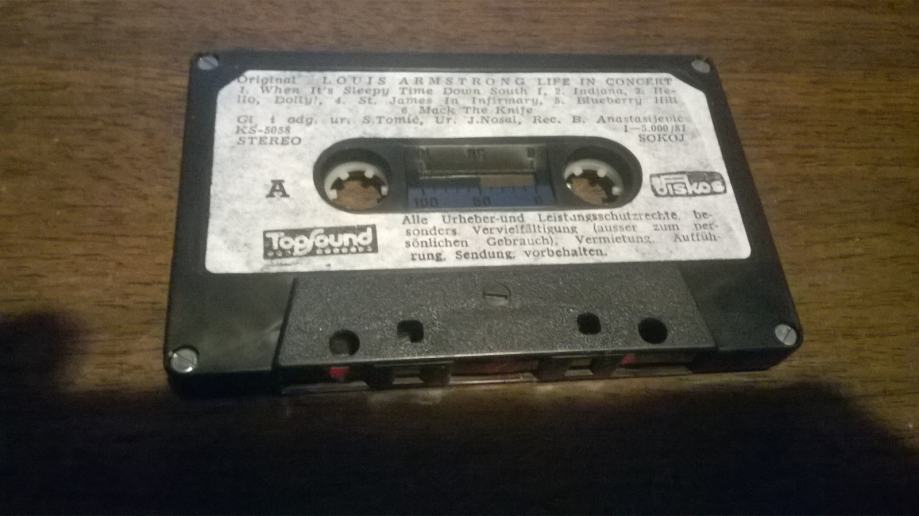 Original LOUIS ARMSTRONG LIFE IN CONCERT
1. When It's Sleepy Time Down South I, 2. Indiana, 3. He-
llo, Dolly!, 4. St. James In Infirmary, 5. Blueberry Hill
6 Mack The Knife
Gl i odg. ur. S.Tomić, Ur. J.Nosal, Rec. B. Anastasijević
KS-5058
1—5.000/81
STEREO
SOKOJ
A
diskos
100 50 0
Alle Urheber-und Leistungsschutzrechte, be-
sonders Vervielfältigung (ausser zum per-
sönlichen Gebrauch), Vermietung, Auffüh-
rung, Sendung, vorbehalten.
TopSound
RECORDS